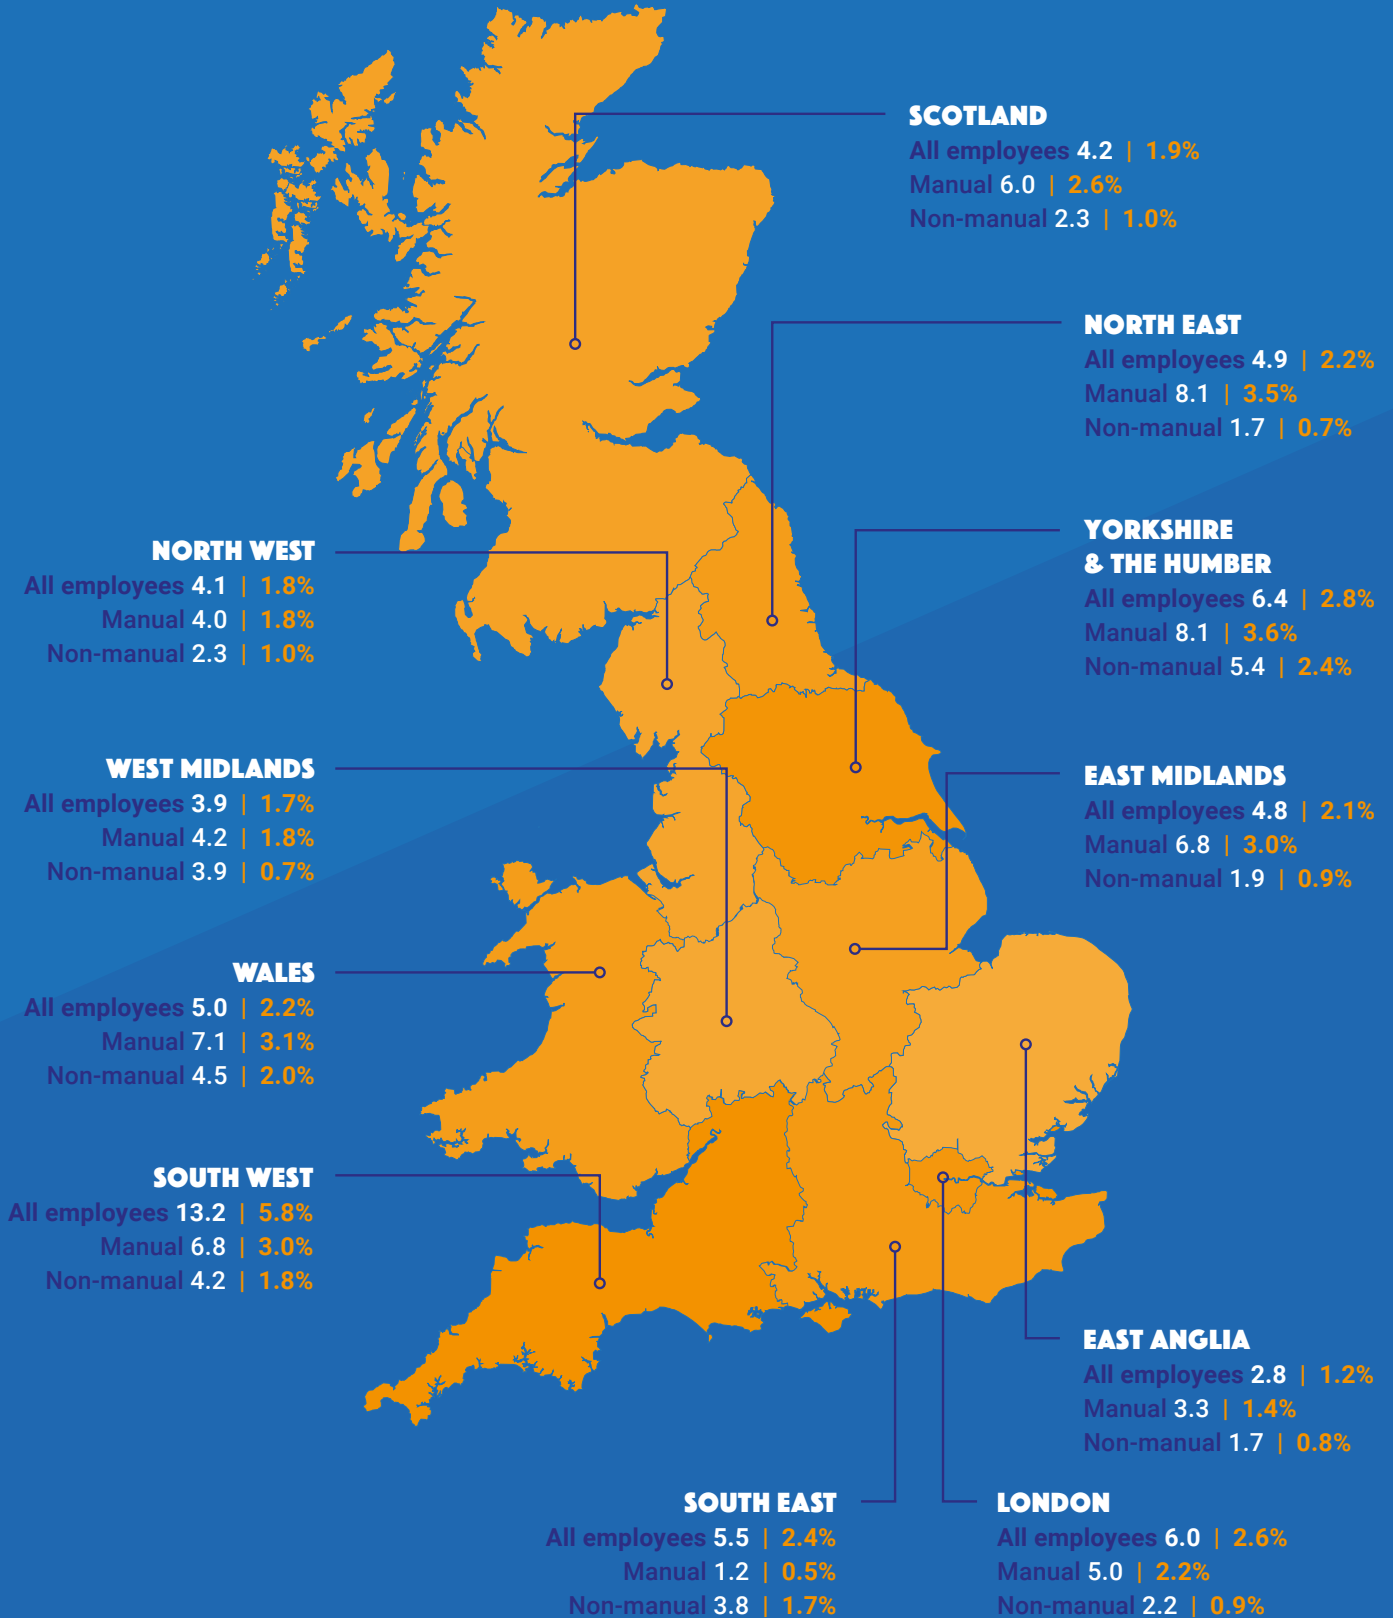 SCOTLAND
All employees 4.2 | 1.9%
Manual 6.0 | 2.6%
Non-manual 2.3 | 1.0%
NORTH EAST
All employees 4.9 | 2.2%
Manual 8.1 | 3.5%
Non-manual 1.7 | 0.7%
YORKSHIRE
& THE HUMBER
All employees 6.4 | 2.8%
Manual 8.1 | 3.6%
Non-manual 5.4 | 2.4%
NORTH WEST
All employees 4.1 | 1.8%
Manual 4.0 | 1.8%
Non-manual 2.3 | 1.0%
WEST MIDLANDS
All employees 3.9 | 1.7%
Manual 4.2 | 1.8%
Non-manual 3.9 | 0.7%
EAST MIDLANDS
All employees 4.8 | 2.1%
Manual 6.8 | 3.0%
Non-manual 1.9 | 0.9%
WALES
All employees 5.0 | 2.2%
Manual 7.1 | 3.1%
Non-manual 4.5 | 2.0%
SOUTH WEST
All employees 13.2 | 5.8%
Manual 6.8 | 3.0%
Non-manual 4.2 | 1.8%
EAST ANGLIA
All employees 2.8 | 1.2%
Manual 3.3 | 1.4%
Non-manual 1.7 | 0.8%
SOUTH EAST
All employees 5.5 | 2.4%
Manual 1.2 | 0.5%
Non-manual 3.8 | 1.7%
LONDON
All employees 6.0 | 2.6%
Manual 5.0 | 2.2%
Non-manual 2.2 | 0.9%